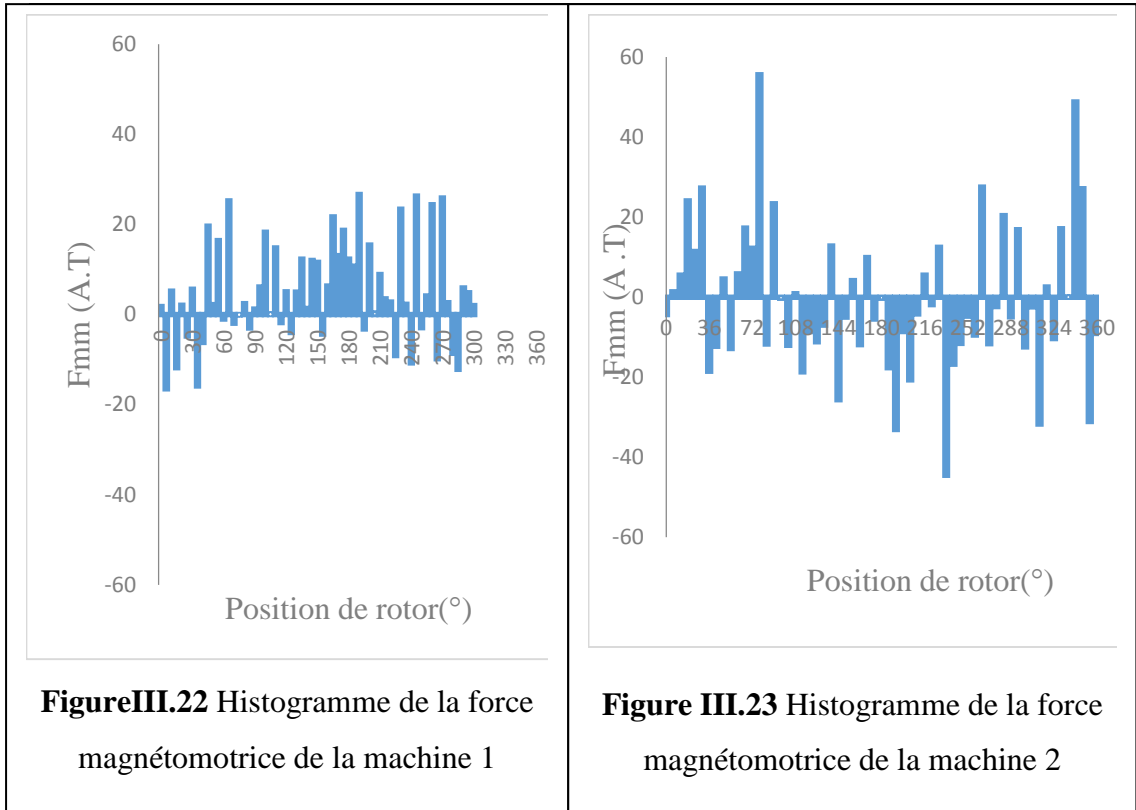 60
40
20
0
-20
-40
-60
Fmm (A.T)
0 30 60 90 120 150 180 210 240 270 300 330 360
Position de rotor(°)
FigureIII.22 Histogramme de la force
magnétomotrice de la machine 1
60
40
20
0
-20
-40
-60
Fmm (A .T)
0 36 72 108 144 180 216 252 288 324 360
Position de rotor(°)
Figure III.23 Histogramme de la force
magnétomotrice de la machine 2